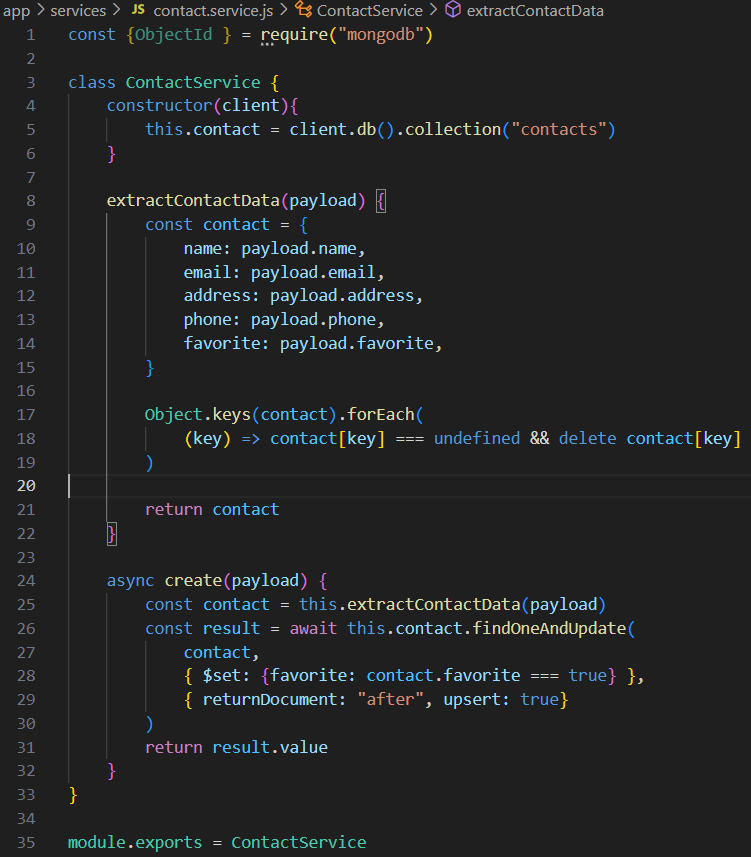 app > services > JS contact.service.js > ContactService > extractContactData
1 const {ObjectId } = require("mongodb")
2
3 class ContactService {
4     constructor(client){
5         this.contact = client.db().collection("contacts")
6     }
7
8     extractContactData(payload) {
9         const contact = {
10             name: payload.name,
11             email: payload.email,
12             address: payload.address,
13             phone: payload.phone,
14             favorite: payload.favorite,
15         }
16
17         Object.keys(contact).forEach(
18             (key) => contact[key] === undefined && delete contact[key]
19         )
20
21         return contact
22     }
23
24     async create(payload) {
25         const contact = this.extractContactData(payload)
26         const result = await this.contact.findOneAndUpdate(
27             contact,
28             { $set: {favorite: contact.favorite === true} },
29             { returnDocument: "after", upsert: true}
30         )
31         return result.value
32     }
33 }
34
35 module.exports = ContactService